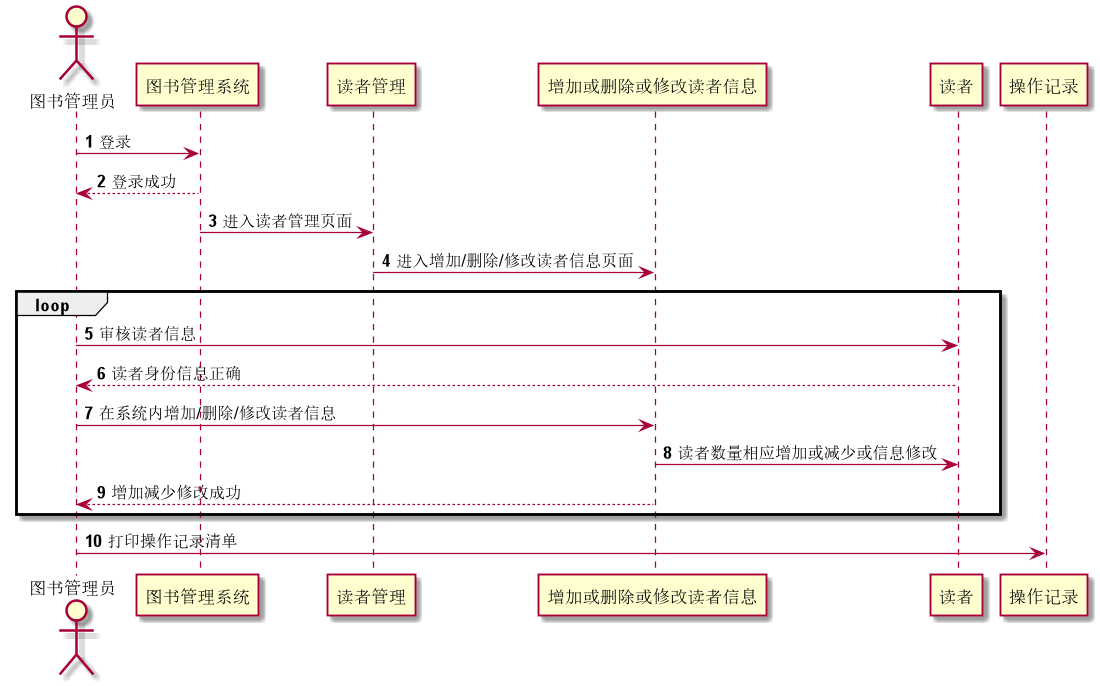 图书管理员
图书管理系统
读者管理
增加或删除或修改读者信息
读者
操作记录
1 登录
2 登录成功
3 进入读者管理页面
4 进入增加/删除/修改读者信息页面
loop
5 审核读者信息
6 读者身份信息正确
7 在系统内增加/删除/修改读者信息
8 读者数量相应增加或减少或信息修改
9 增加减少修改成功
10 打印操作记录清单
图书管理员
图书管理系统
读者管理
增加或删除或修改读者信息
读者
操作记录